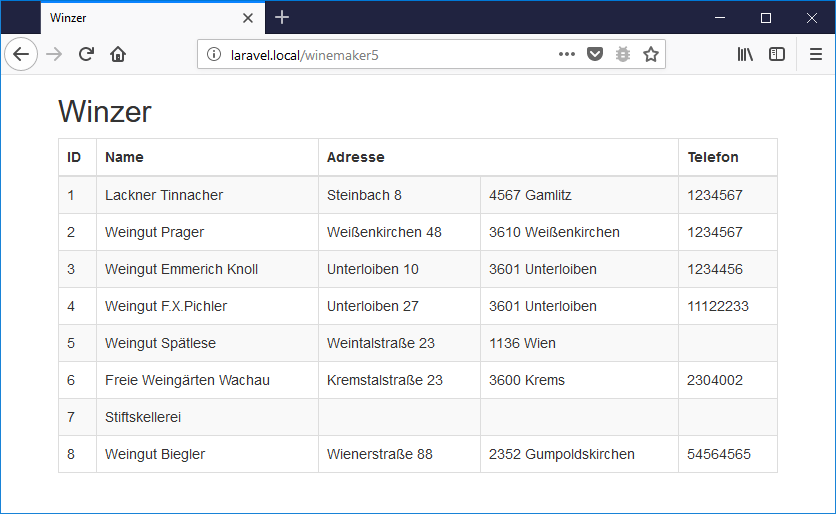 Winzer
laravel.local/winemaker5
Winzer
ID Name Adresse Telefon
1 Lackner Tinnacher Steinbach 8 4567 Gamlitz 1234567
2 Weingut Prager Weißenkirchen 48 3610 Weißenkirchen 1234567
3 Weingut Emmerich Knoll Unterloiben 10 3601 Unterloiben 1234456
4 Weingut F.X.Pichler Unterloiben 27 3601 Unterloiben 11122233
5 Weingut Spätlese Weintalstraße 23 1136 Wien
6 Freie Weingärten Wachau Kremstalstraße 23 3600 Krems 2304002
7 Stiftskellerei
8 Weingut Biegler Wienerstraße 88 2352 Gumpoldskirchen 54564565